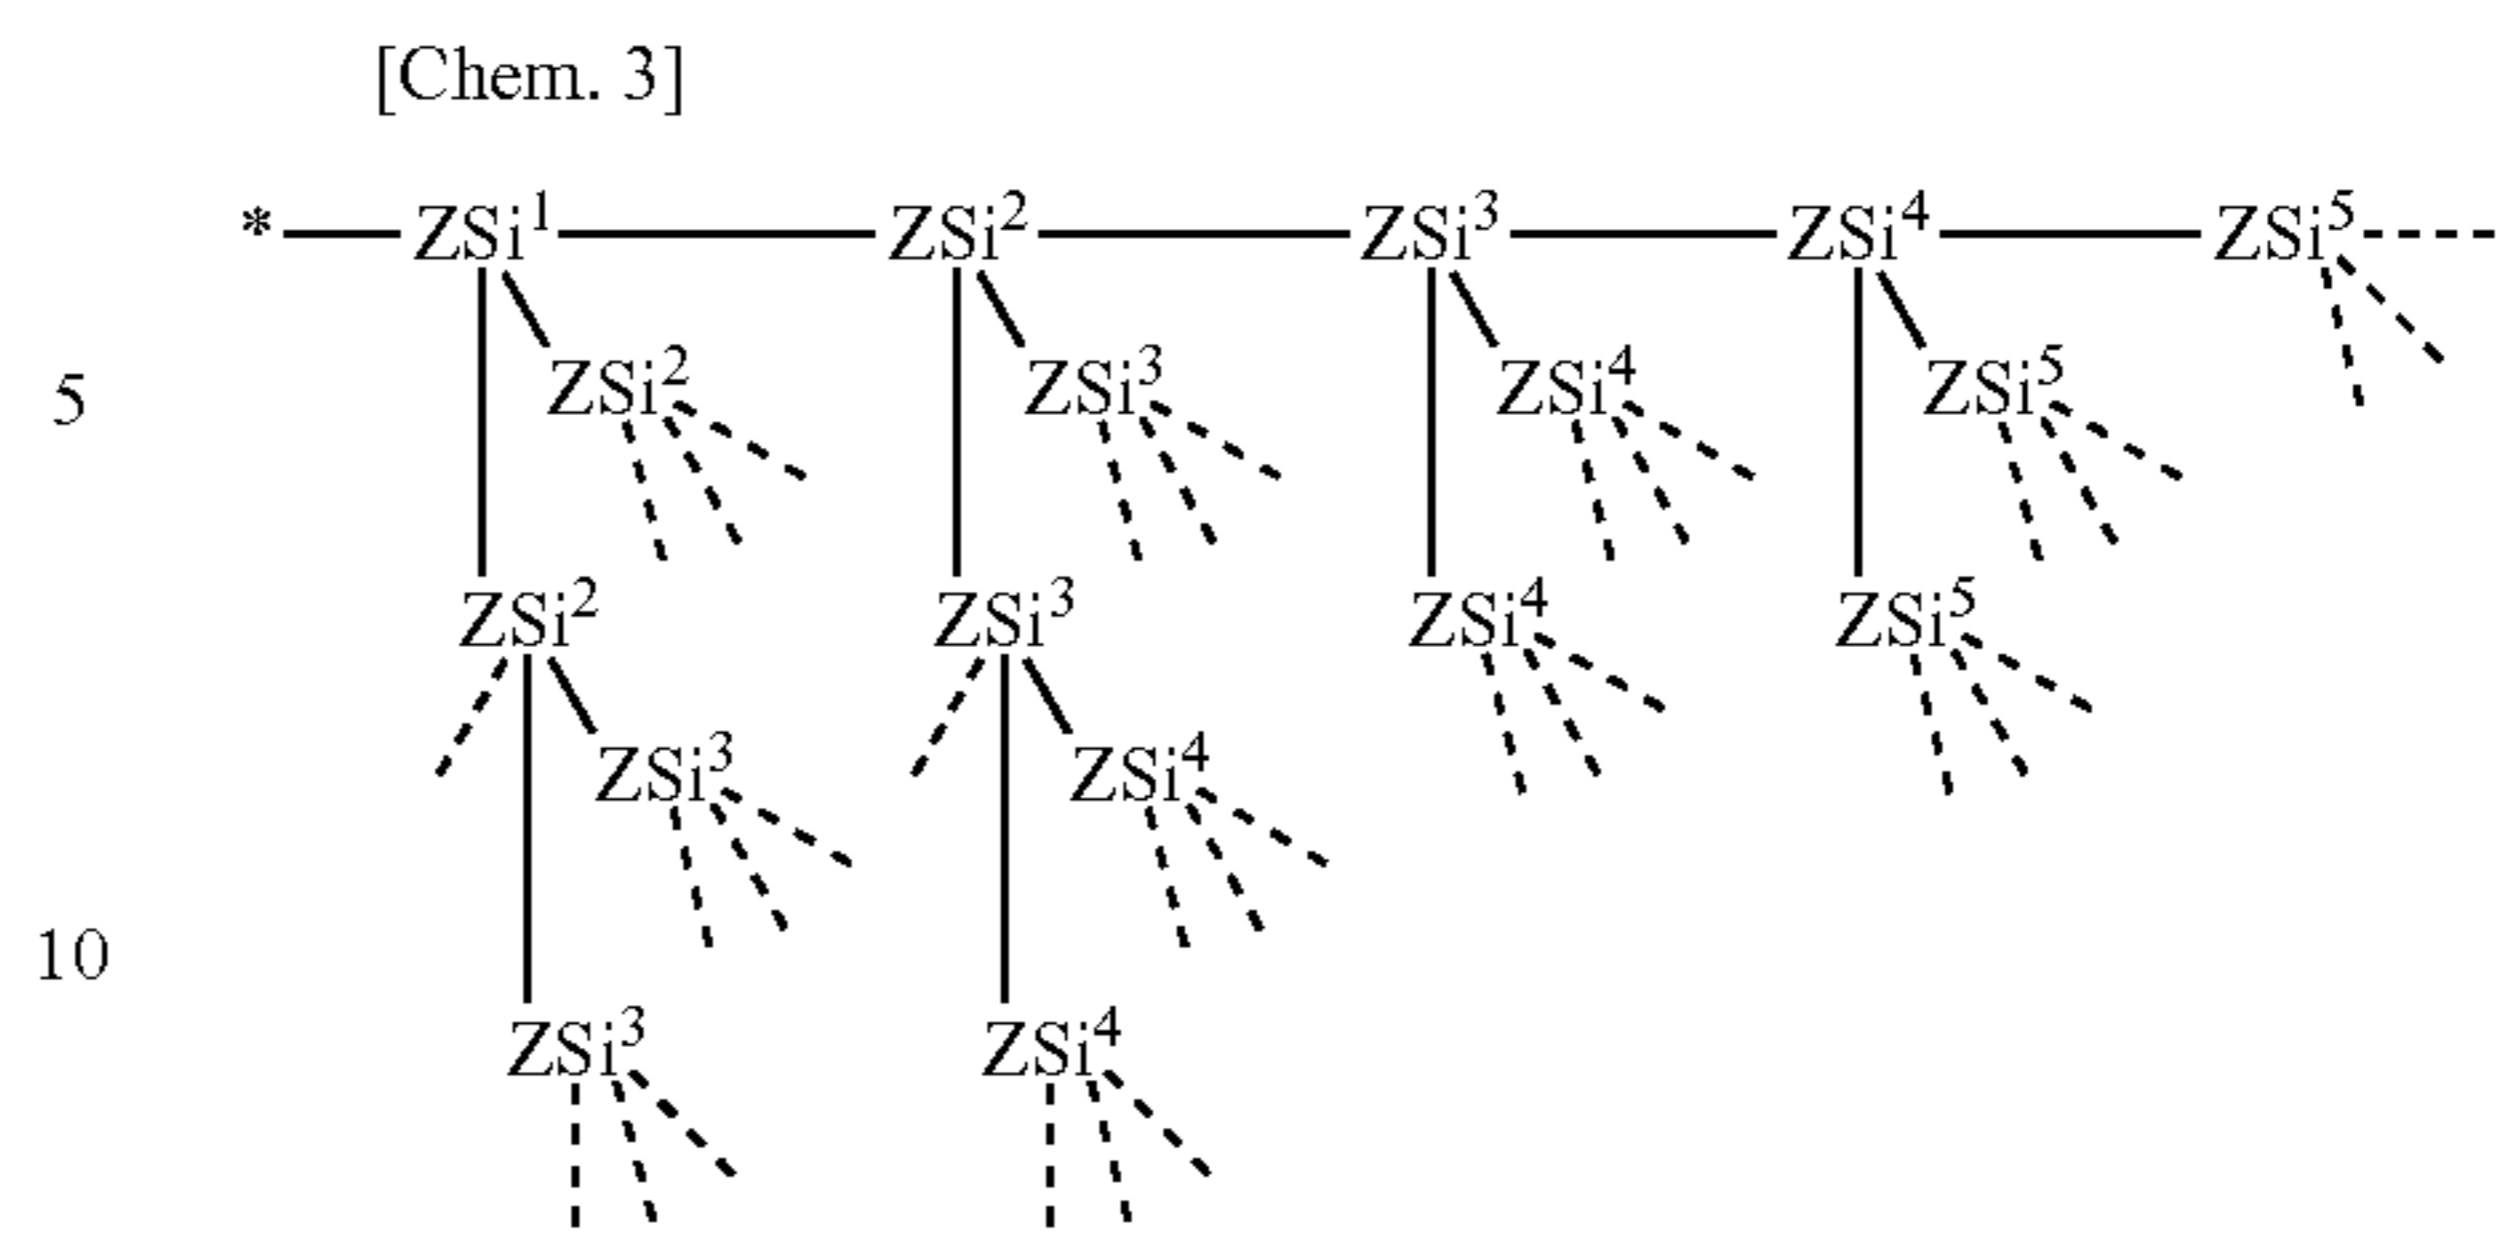 [Chem. 3]
* ZSi¹ ZSi² ZSi³ ZSi⁴ ZSi⁵
5 ZSi² ZSi³ ZSi⁴ ZSi⁵
ZSi² ZSi³ ZSi⁴ ZSi⁵
ZSi³ ZSi⁴
10
ZSi³ ZSi⁴